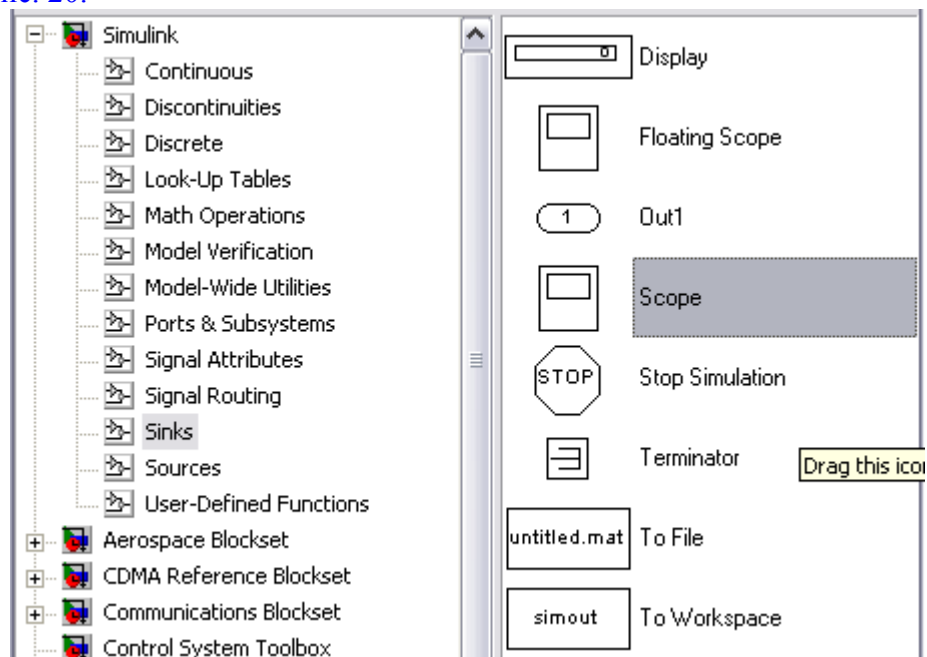 Simulink
Continuous
Discontinuities
Discrete
Look-Up Tables
Math Operations
Model Verification
Model-Wide Utilities
Ports & Subsystems
Signal Attributes
Signal Routing
Sinks
Sources
User-Defined Functions
Aerospace Blockset
CDMA Reference Blockset
Communications Blockset
Control System Toolbox
0 Display
Floating Scope
1 Out1
Scope
STOP Stop Simulation
Terminator
Drag this
untitled.mat To File
simout To Workspace